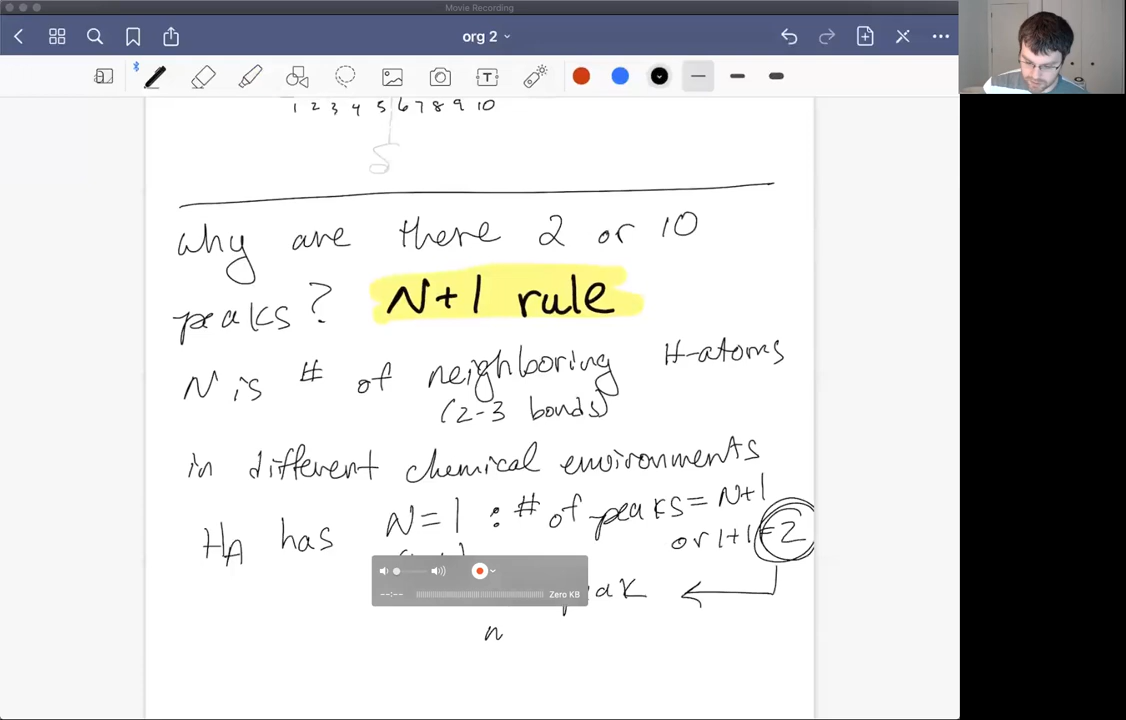 Movie Recording
org 2
1 2 3 4 5 6 7 8 9 10
5
why are there 2 or 10
peaks? N+1 rule
N is # of neighboring H-atoms
(2-3 bonds)
in different chemical environments
HA has N=1 : # of peaks = N+1
or 1+1=2
Zero KB
n